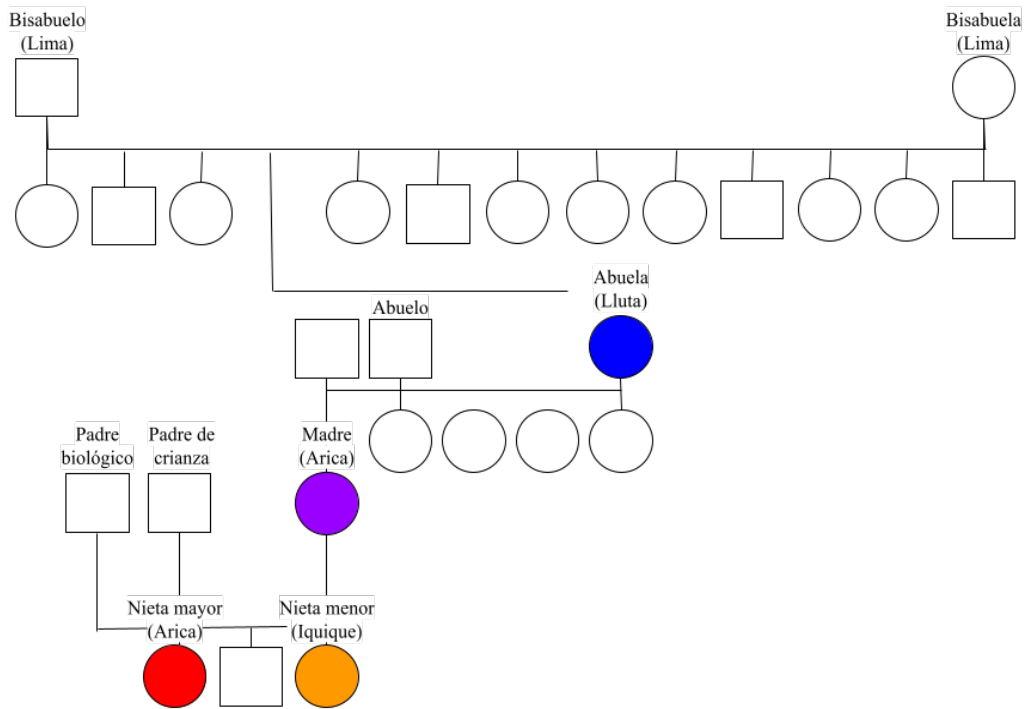 Bisabuelo
(Lima)
Bisabuela
(Lima)
Abuela
(Lluta)
Abuelo
Padre
biológico
Padre de
crianza
Madre
(Arica)
Nieta mayor
(Arica)
Nieta menor
(Iquique)